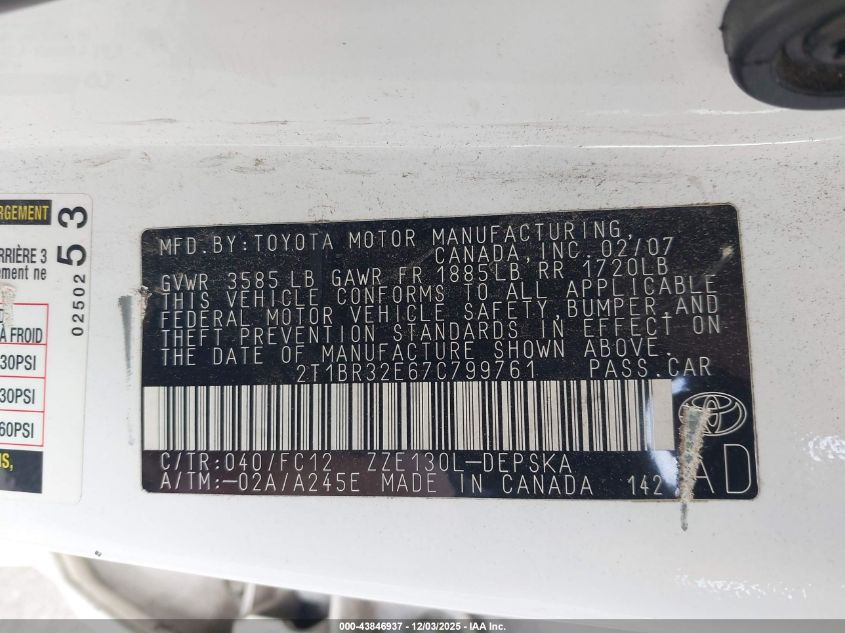 RGEMENT
RRIÈRE 3
ement ne
À FROID
30PSI
30PSI
60PSI
IS,
02502 53
MFD. BY: TOYOTA MOTOR MANUFACTURING,
CANADA, INC. 02/07
GVWR 3585 LB GAWR FR 1885LB RR 1720LB
THIS VEHICLE CONFORMS TO ALL APPLICABLE
FEDERAL MOTOR VEHICLE SAFETY, BUMPER, AND
THEFT PREVENTION STANDARDS IN EFFECT ON
THE DATE OF MANUFACTURE SHOWN ABOVE.
2T1BR32E67C799761 PASS.CAR
C/TR: 040/FC12 ZZE130L-DEPSKA
A/TM:-02A/A245E MADE IN CANADA 142 AD
000-43846937 - 12/03/2025 - IAA Inc.